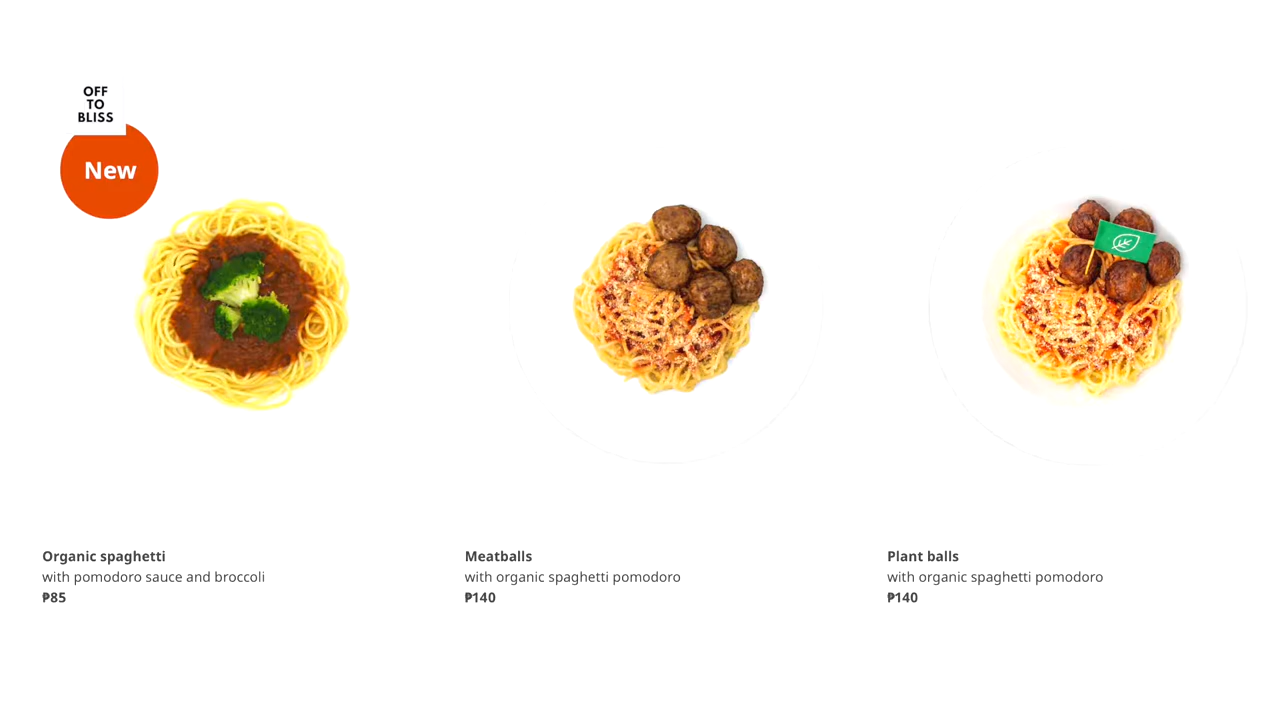 OFF
TO
BLISS
New
Organic spaghetti
with pomodoro sauce and broccoli
₱85
Meatballs
with organic spaghetti pomodoro
₱140
Plant balls
with organic spaghetti pomodoro
₱140